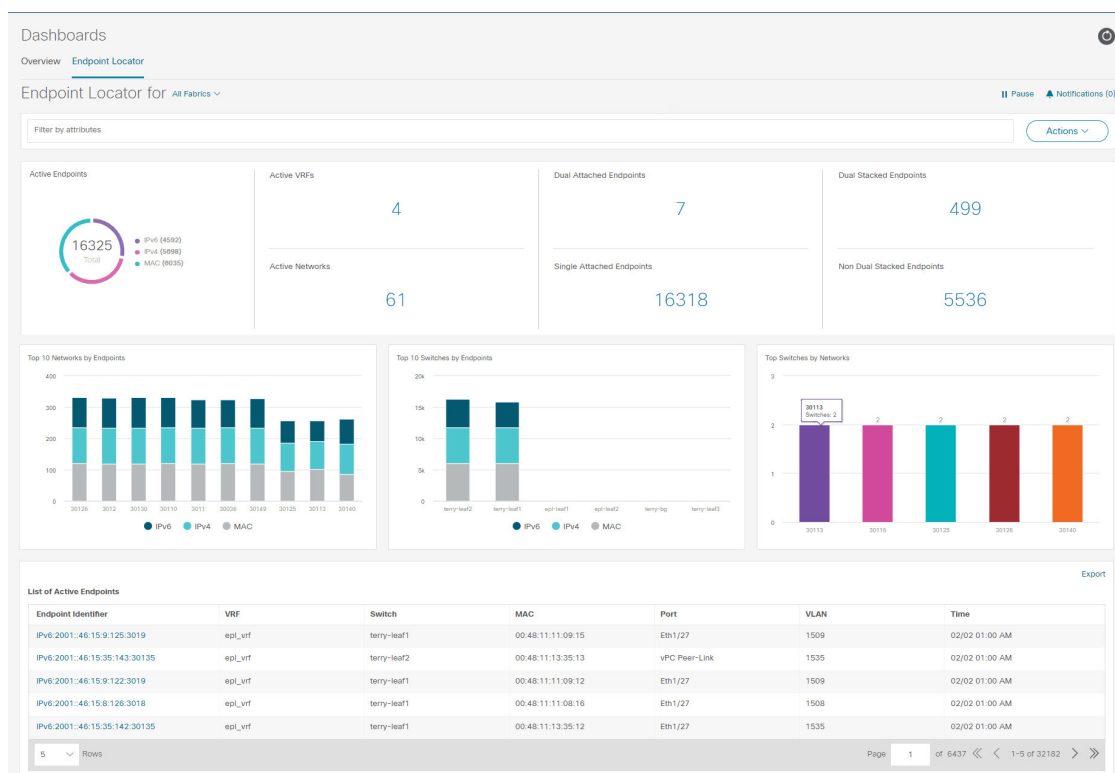 Dashboards
Overview Endpoint Locator
Endpoint Locator for All Fabrics
Pause Notifications (0)
Filter by attributes
Actions
Active Endpoints
16325
Total
IPv6 (4592)
IPv4 (5698)
MAC (6035)
Active VRFs
4
Dual Attached Endpoints
7
Dual Stacked Endpoints
499
Active Networks
61
Single Attached Endpoints
16318
Non Dual Stacked Endpoints
5536
Top 10 Networks by Endpoints
400
300
200
100
0
30126 3012 30130 30110 3011 30036 30149 30125 30113 30140
IPv6 IPv4 MAC
Top 10 Switches by Endpoints
20k
15k
10k
5k
0
terry-leaf2 terry-leaf1 epl-leaf1 epl-leaf2 terry-bg terry-leaf3
IPv6 IPv4 MAC
Top Switches by Networks
3
30113
Switches: 2
2 2 2 2 2
1
0
30113 30116 30125 30126 30140
Export
List of Active Endpoints
Endpoint Identifier VRF Switch MAC Port VLAN Time
IPv6:2001::46:15:9:125:3019 epl_vrf terry-leaf1 00:48:11:11:09:15 Eth1/27 1509 02/02 01:00 AM
IPv6:2001::46:15:35:143:30135 epl_vrf terry-leaf2 00:48:11:13:35:13 vPC Peer-Link 1535 02/02 01:00 AM
IPv6:2001::46:15:9:122:3019 epl_vrf terry-leaf1 00:48:11:11:09:12 Eth1/27 1509 02/02 01:00 AM
IPv6:2001::46:15:8:126:3018 epl_vrf terry-leaf1 00:48:11:11:08:16 Eth1/27 1508 02/02 01:00 AM
IPv6:2001::46:15:35:142:30135 epl_vrf terry-leaf1 00:48:11:13:35:12 Eth1/27 1535 02/02 01:00 AM
5 Rows
Page 1 of 6437 1-5 of 32182